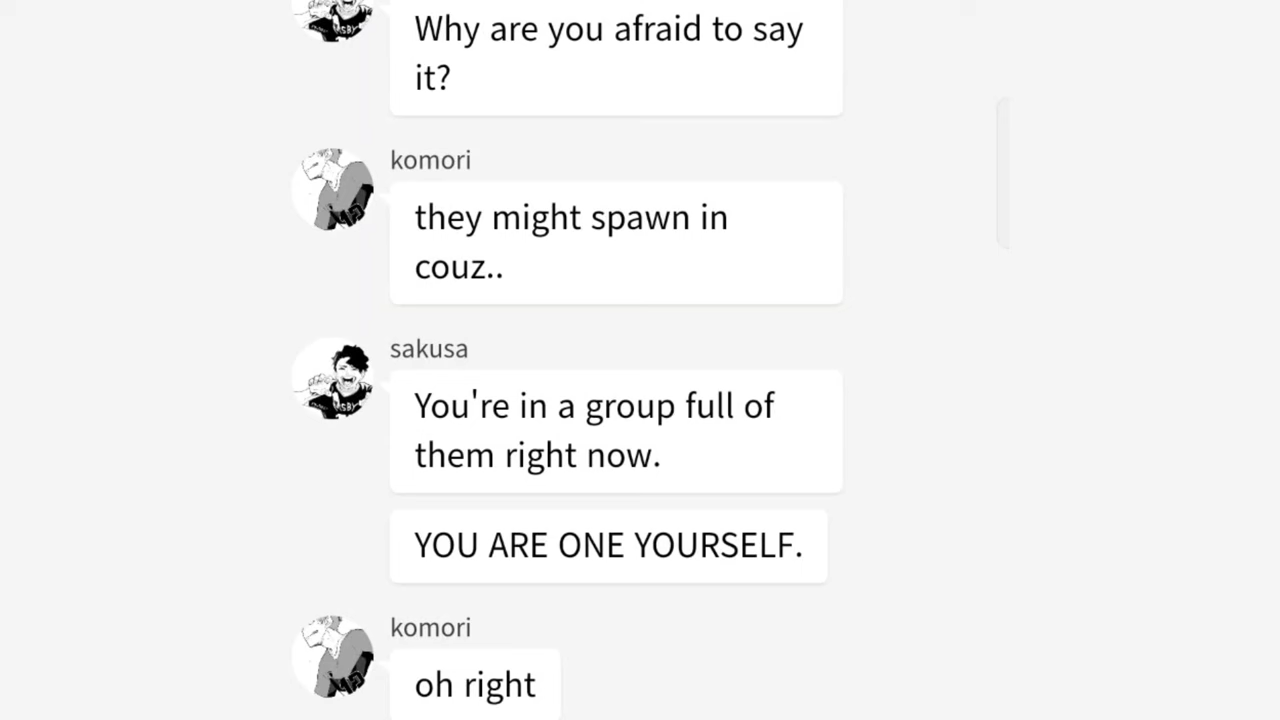 Why are you afraid to say
it?
komori
they might spawn in
couz..
sakusa
You're in a group full of
them right now.
YOU ARE ONE YOURSELF.
komori
oh right